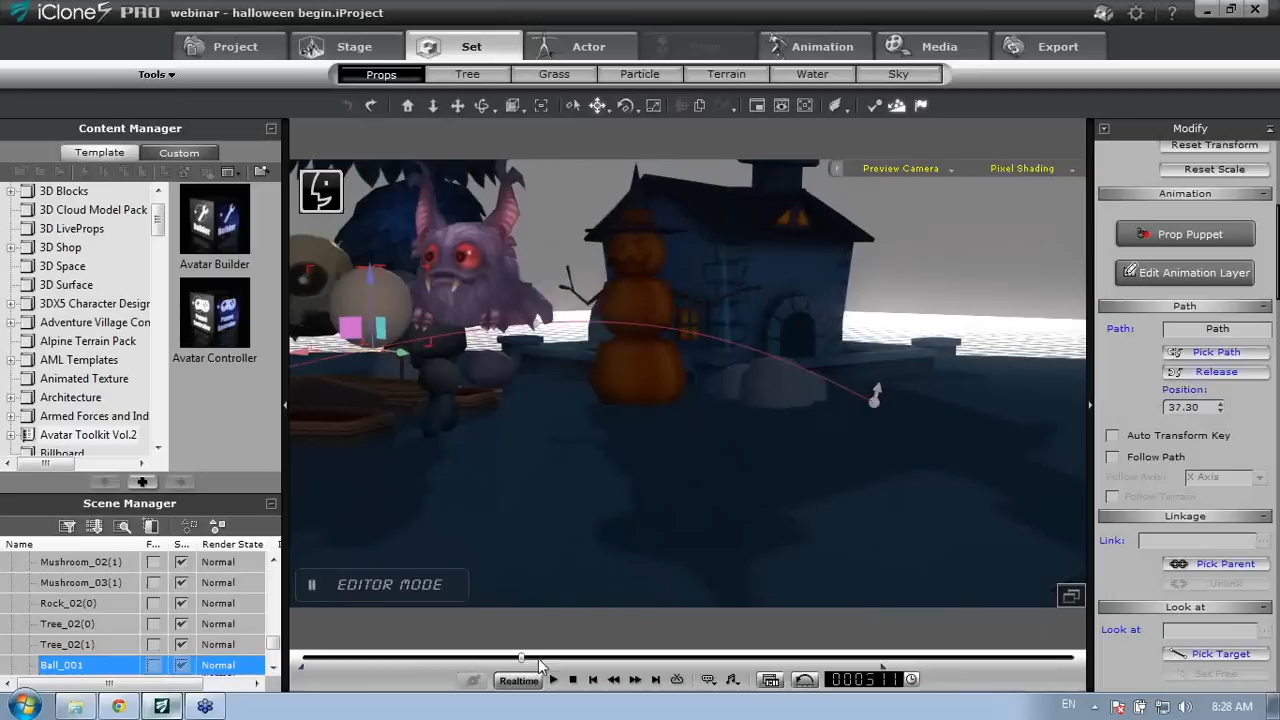 iClone5 PRO webinar - halloween begin.iProject
Project Stage Set Actor Animation Media Export
Tools
Props Tree Grass Particle Terrain Water Sky
Content Manager
Template Custom
3D Blocks
3D Cloud Model Pack
3D LiveProps
3D Shop
3D Space
3D Surface
3DX5 Character Design
Adventure Village Con
Alpine Terrain Pack
AML Templates
Animated Texture
Architecture
Armed Forces and Ind
Avatar Toolkit Vol.2
Billboard
Avatar Builder
Avatar Controller
Scene Manager
Name F... S... Render State
Mushroom_02(1) Normal
Mushroom_03(1) Normal
Rock_02(0) Normal
Tree_02(0) Normal
Tree_02(1) Normal
Ball_001 Normal
Preview Camera Pixel Shading
EDITOR MODE
Realtime
000511
Modify
Reset Transform
Reset Scale
Animation
Prop Puppet
Edit Animation Layer
Path
Path: Path
Pick Path
Release
Position:
37.30
Auto Transform Key
Follow Path
Follow Axis: X Axis
Follow Terrain
Linkage
Link:
Pick Parent
Unlink
Look at
Look at
Pick Target
Set Free
EN 8:28 AM